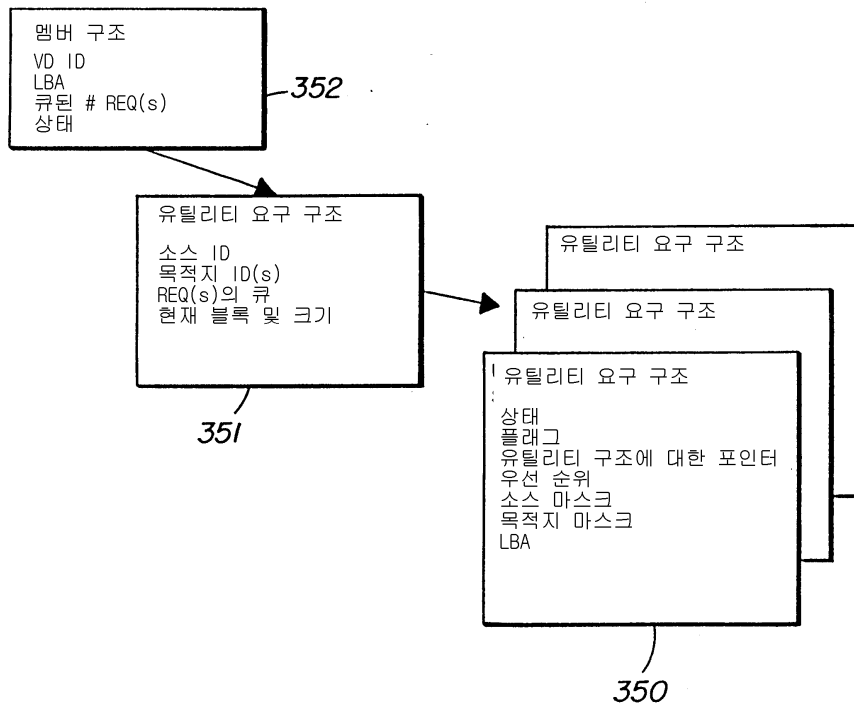 멤버 구조
VD ID
LBA
큐된 # REQ(s)
상태
352
유틸리티 요구 구조
소스 ID
목적지 ID(s)
REQ(s)의 큐
현재 블록 및 크기
351
유틸리티 요구 구조
유틸리티 요구 구조
유틸리티 요구 구조
상태
플래그
유틸리티 구조에 대한 포인터
우선 순위
소스 마스크
목적지 마스크
LBA
350